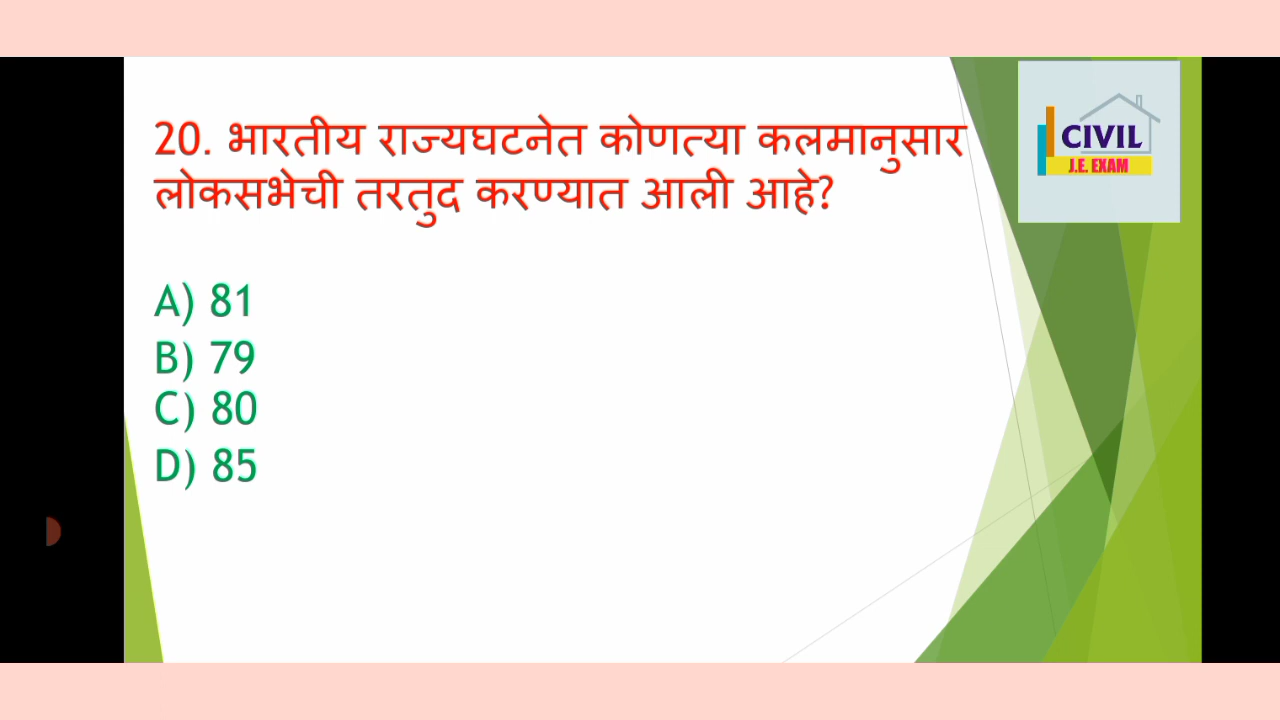 20. भारतीय राज्यघटनेत कोणत्या कलमानुसार
लोकसभेची तरतुद करण्यात आली आहे?
A) 81
B) 79
C) 80
D) 85
CIVIL
J.E. EXAM